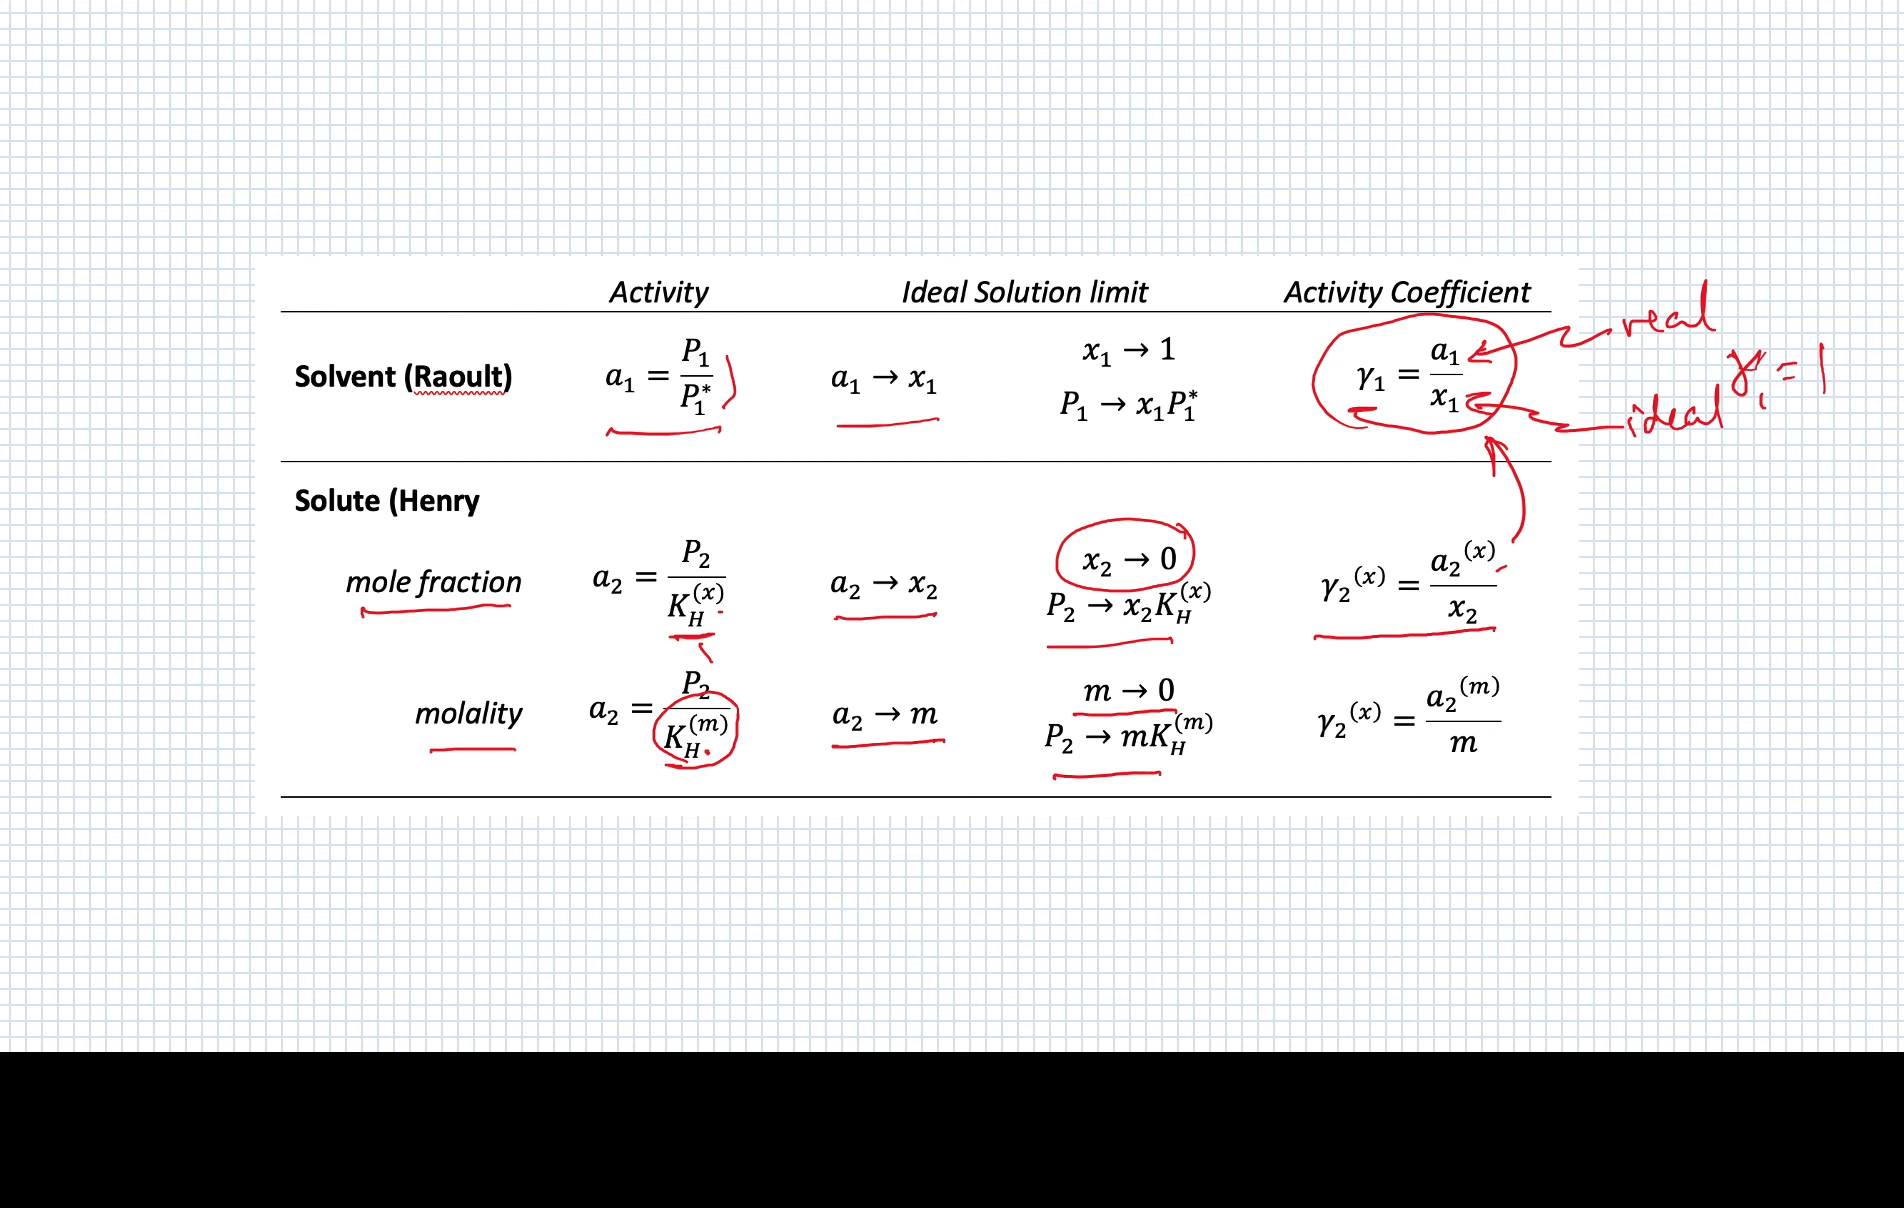 Activity Ideal Solution limit Activity Coefficient
Solvent (Raoult) a₁ = P₁/P₁* a₁ → x₁ x₁ → 1 γ₁ = a₁/x₁
P₁ → x₁P₁*
real
ideal
γᵢ = 1
Solute (Henry
mole fraction a₂ = P₂/K_H^(x) a₂ → x₂ x₂ → 0 γ₂^(x) = a₂^(x)/x₂
P₂ → x₂K_H^(x)
molality a₂ = P₂/K_H^(m) a₂ → m m → 0 γ₂^(x) = a₂^(m)/m
P₂ → mK_H^(m)